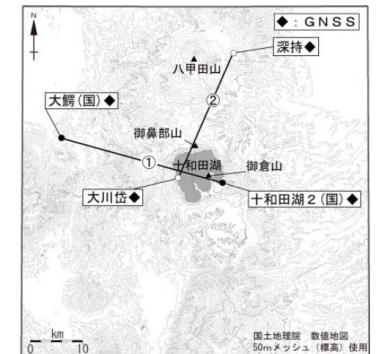 N
◆：GNSS
深持◆
八甲田山
②
大鰐（国）◆
御鼻部山
①
十和田湖
御倉山
大川岱◆
十和田湖２（国）◆
km
0 10
国土地理院 数値地図
50mメッシュ（標高）使用